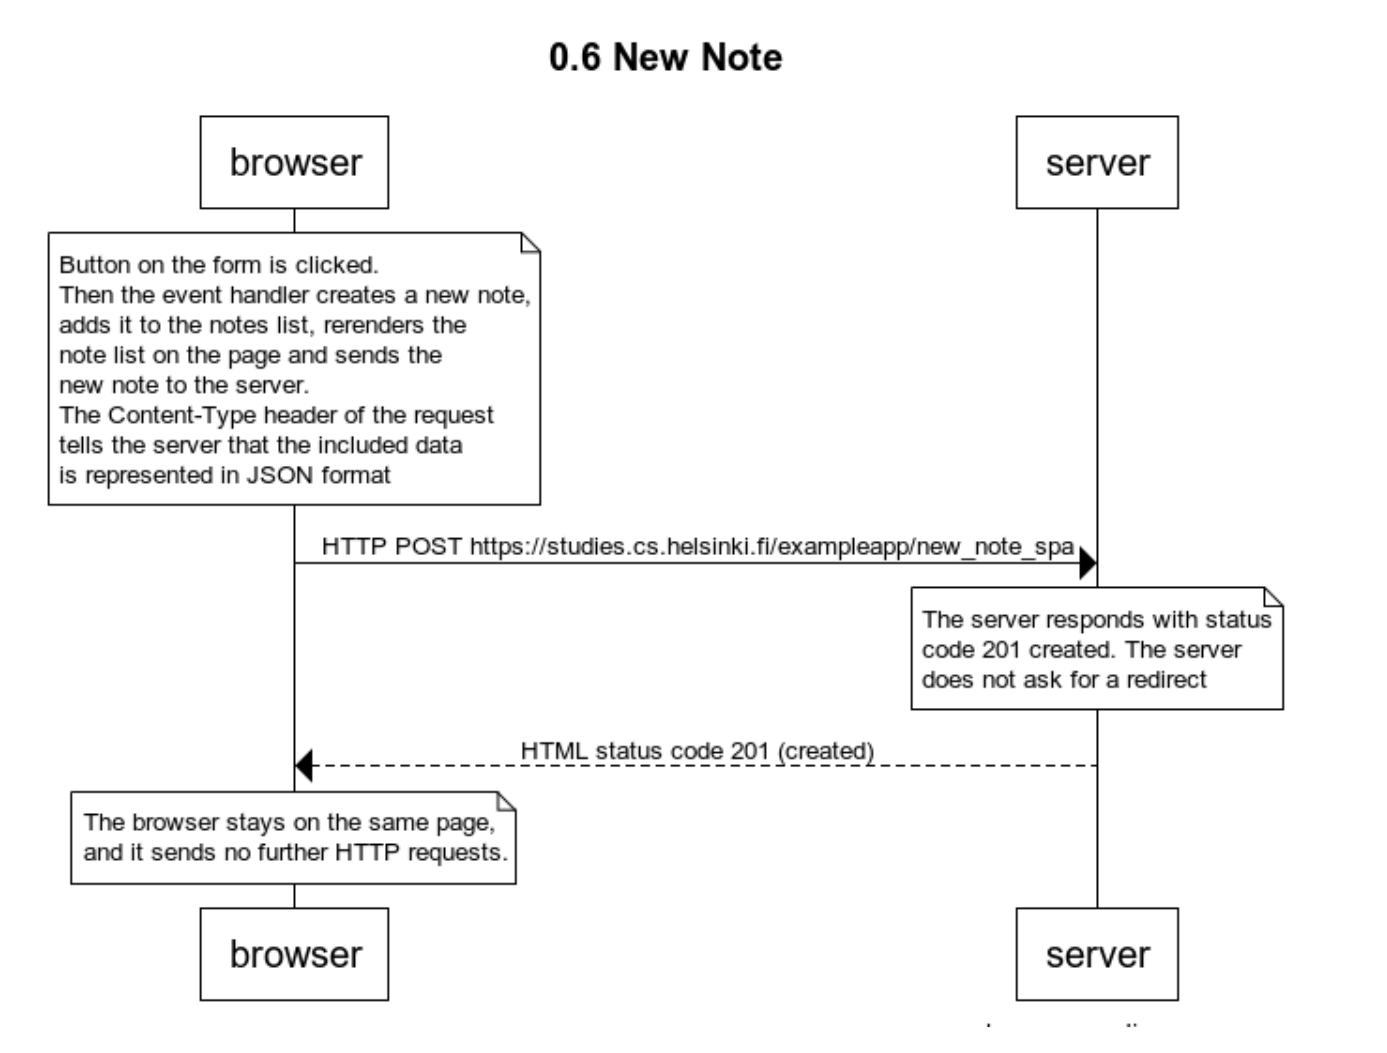 0.6 New Note
browser
server
Button on the form is clicked.
Then the event handler creates a new note,
adds it to the notes list, rerenders the
note list on the page and sends the
new note to the server.
The Content-Type header of the request
tells the server that the included data
is represented in JSON format
HTTP POST https://studies.cs.helsinki.fi/exampleapp/new_note_spa
The server responds with status
code 201 created. The server
does not ask for a redirect
HTML status code 201 (created)
The browser stays on the same page,
and it sends no further HTTP requests.
browser
server